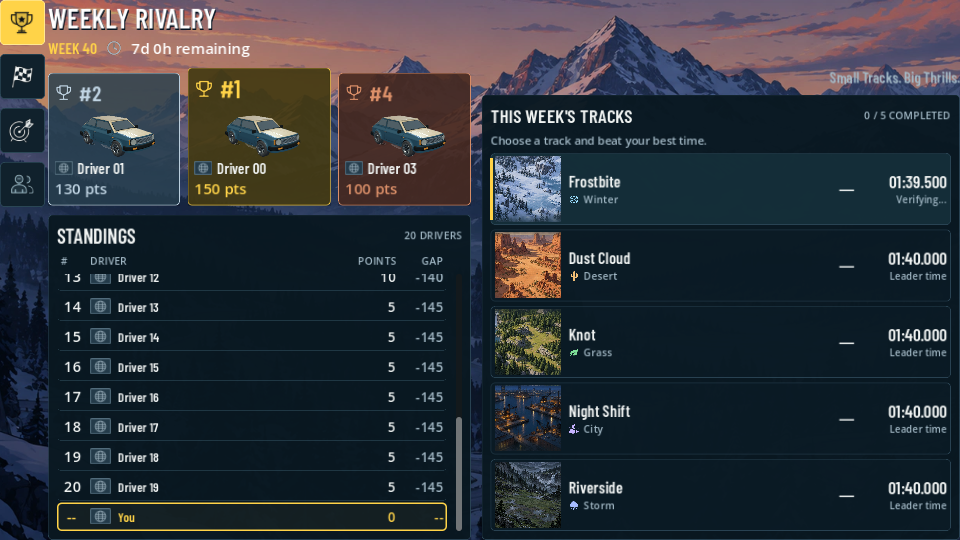 WEEKLY RIVALRY
WEEK 40 7d 0h remaining
Small Tracks. Big Thrills.
#2
Driver 01
130 pts
#1
Driver 00
150 pts
#4
Driver 03
100 pts
STANDINGS 20 DRIVERS
# DRIVER POINTS GAP
13 Driver 12 10 -140
14 Driver 13 5 -145
15 Driver 14 5 -145
16 Driver 15 5 -145
17 Driver 16 5 -145
18 Driver 17 5 -145
19 Driver 18 5 -145
20 Driver 19 5 -145
-- You 0 --
THIS WEEK'S TRACKS 0 / 5 COMPLETED
Choose a track and beat your best time.
Frostbite — 01:39.500
Winter Verifying...
Dust Cloud — 01:40.000
Desert Leader time
Knot — 01:40.000
Grass Leader time
Night Shift — 01:40.000
City Leader time
Riverside — 01:40.000
Storm Leader time